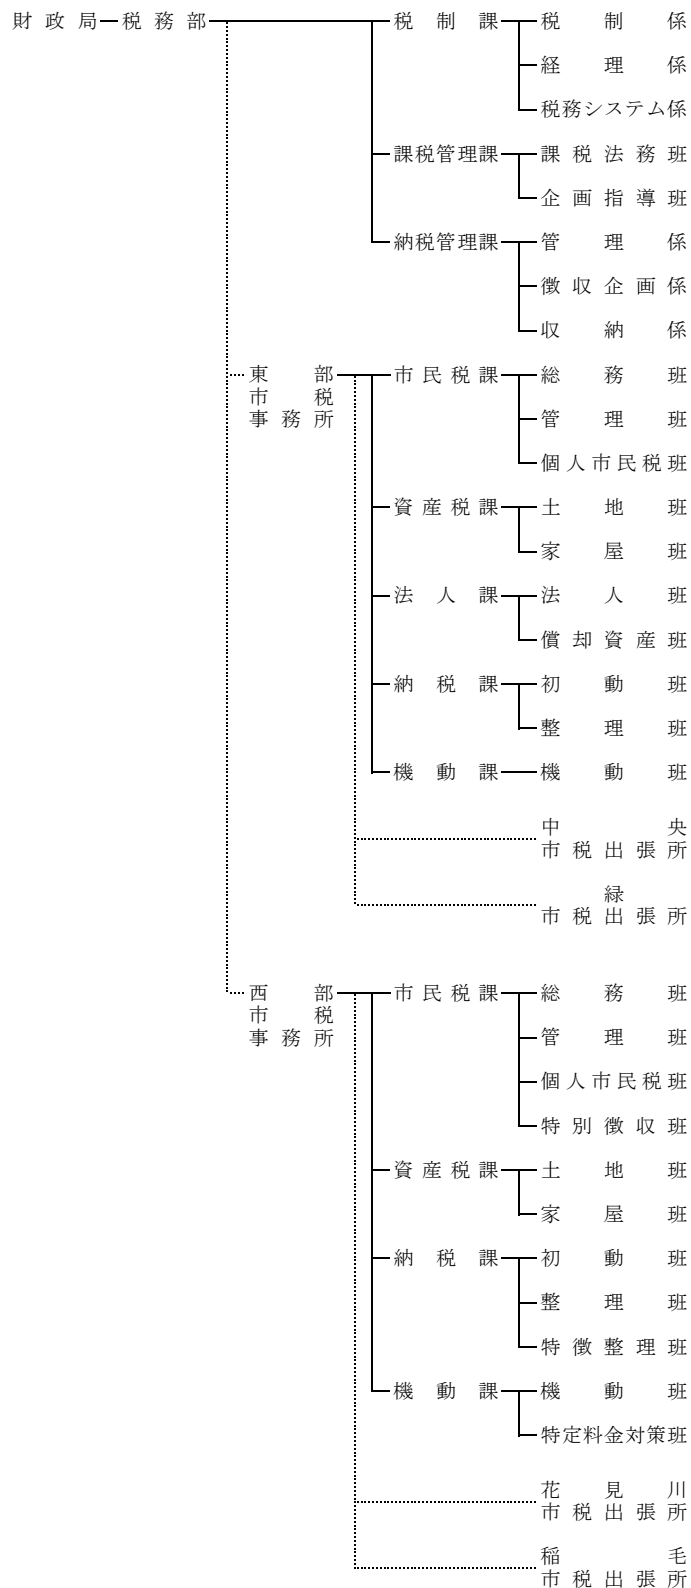 財政局 税務部 税制課 税制係
経理係
税務システム係
課税管理課 課税法務班
企画指導班
納税管理課 管理係
徴収企画係
収納係
東部 市民税課 総務班
市税
事務所 管理班
個人市民税班
資産税課 土地班
家屋班
法人課 法人班
償却資産班
納税課 初動班
整理班
機動課 機動班
中央
市税出張所
緑
市税出張所
西部 市民税課 総務班
市税
事務所 管理班
個人市民税班
特別徴収班
資産税課 土地班
家屋班
納税課 初動班
整理班
特徴整理班
機動課 機動班
特定料金対策班
花見川
市税出張所
稲毛
市税出張所